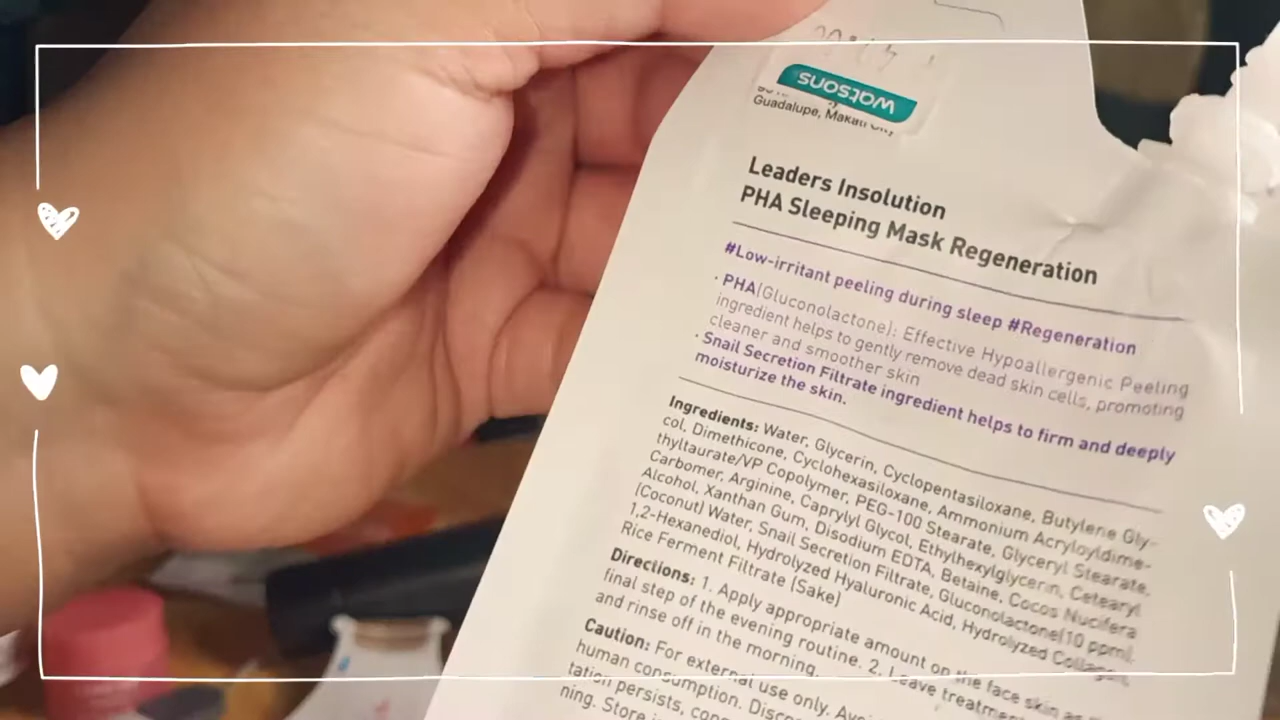 watsons
Guadalupe, Makati City
Leaders Insolution
PHA Sleeping Mask Regeneration
#Low-irritant peeling during sleep #Regeneration
· PHA(Gluconolactone): Effective Hypoallergenic Peeling
ingredient helps to gently remove dead skin cells, promoting
cleaner and smoother skin
· Snail Secretion Filtrate ingredient helps to firm and deeply
moisturize the skin.
Ingredients: Water, Glycerin, Cyclopentasiloxane, Butylene Gly-
col, Dimethicone, Cyclohexasiloxane, Ammonium Acryloyldime-
thyltaurate/VP Copolymer, PEG-100 Stearate, Glyceryl Stearate,
Carbomer, Arginine, Caprylyl Glycol, Ethylhexylglycerin, Cetearyl
Alcohol, Xanthan Gum, Disodium EDTA, Betaine, Cocos Nucifera
(Coconut) Water, Snail Secretion Filtrate, Gluconolactone(10 ppm),
1,2-Hexanediol, Hydrolyzed Hyaluronic Acid, Hydrolyzed Collagen,
Rice Ferment Filtrate (Sake)
Directions: 1. Apply appropriate amount on the face skin as
final step of the evening routine. 2. Leave treatment
and rinse off in the morning.
Caution: For external use only.
human consumption.
tation persists,
ning. Store